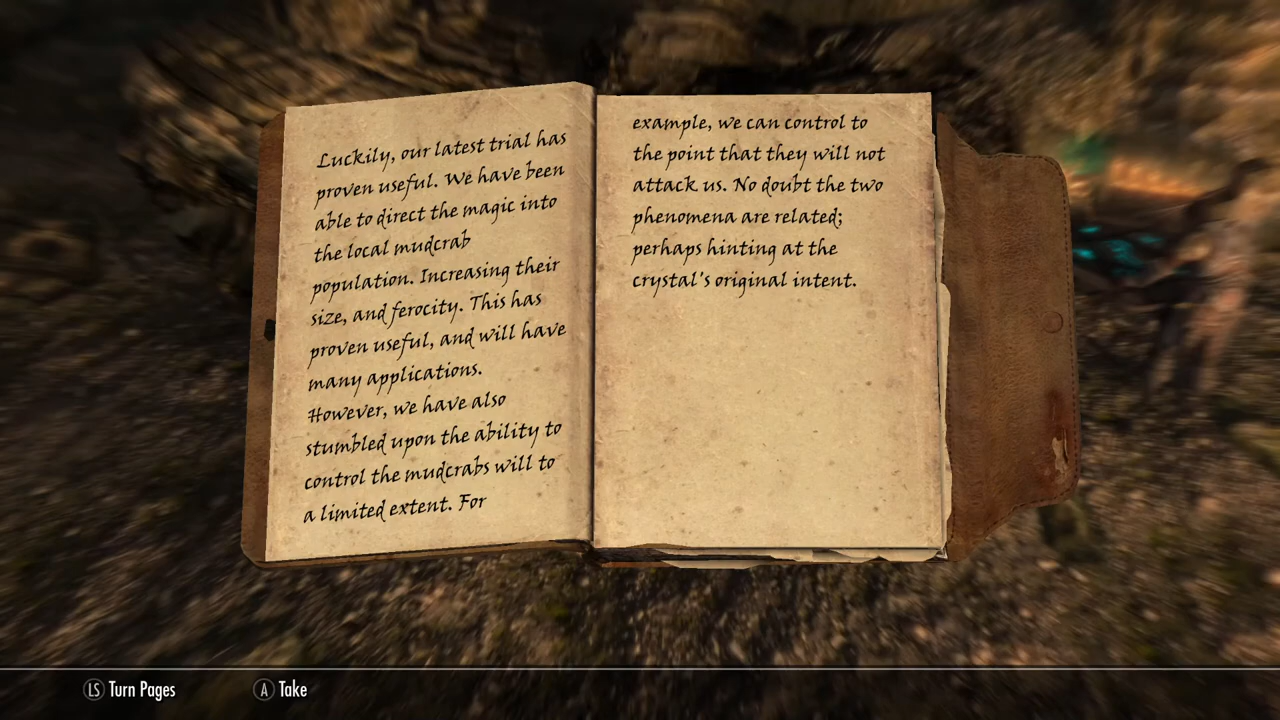 Luckily, our latest trial has
proven useful. We have been
able to direct the magic into
the local mudcrab
population. Increasing their
size, and ferocity. This has
proven useful, and will have
many applications.
However, we have also
stumbled upon the ability to
control the mudcrabs will to
a limited extent. For
example, we can control to
the point that they will not
attack us. No doubt the two
phenomena are related;
perhaps hinting at the
crystal's original intent.
LS Turn Pages
A Take